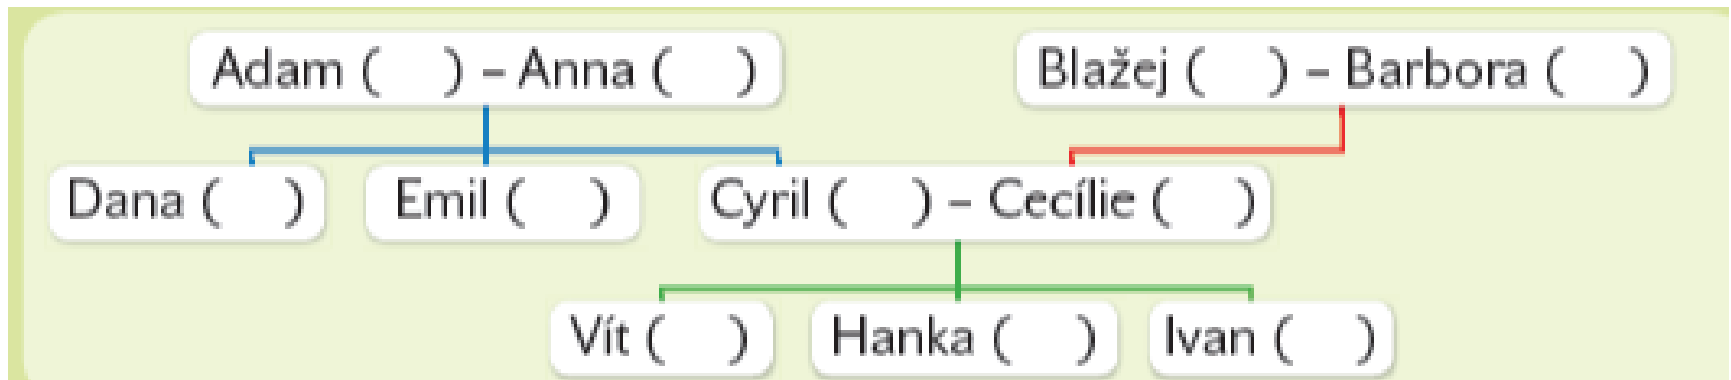 Adam (    ) – Anna (    ) Blažej (    ) – Barbora (    )
Dana (    ) Emil (    ) Cyril (    ) – Cecílie (    )
Vít (    ) Hanka (    ) Ivan (    )